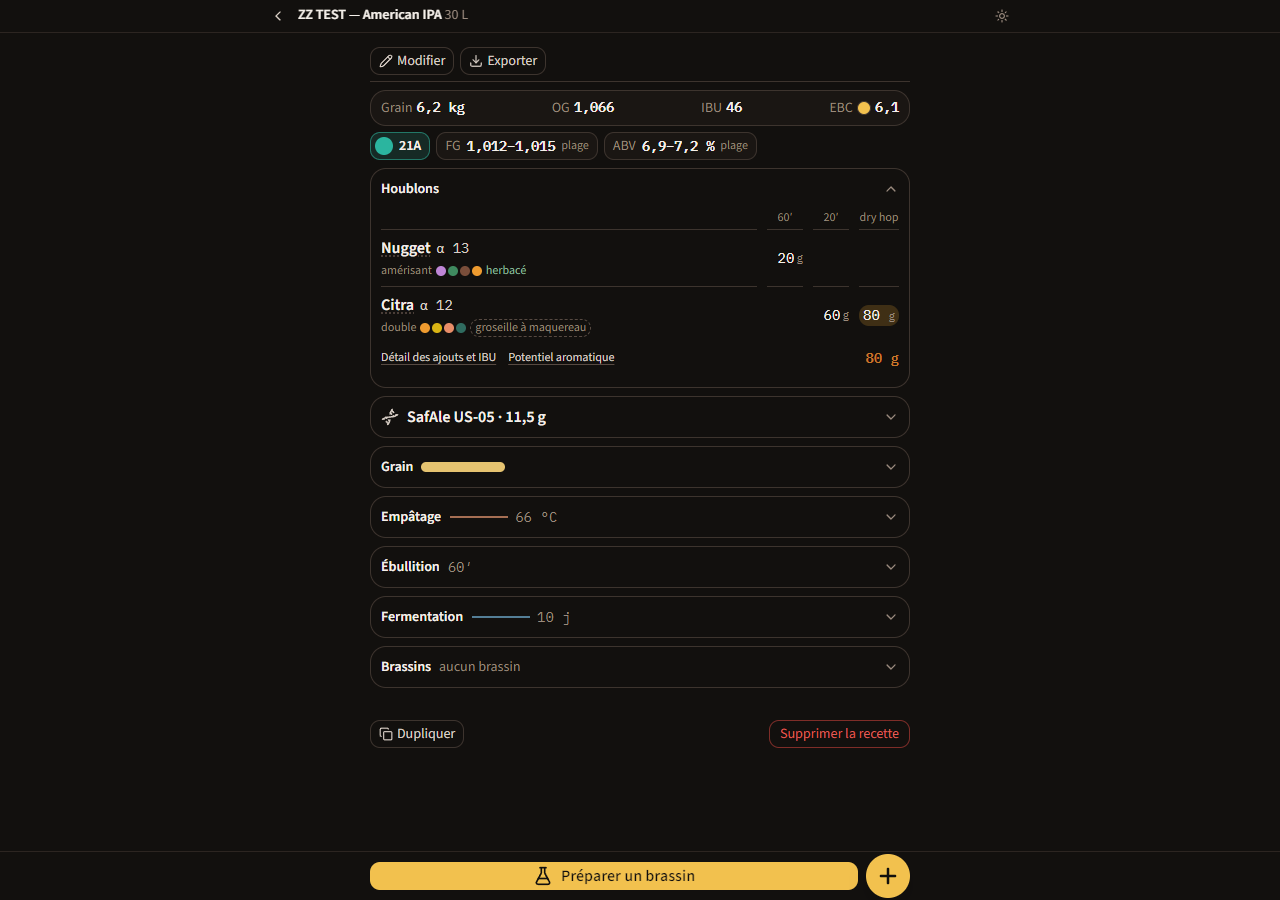 ZZ TEST — American IPA 30 L
Modifier Exporter
Grain 6,2 kg OG 1,066 IBU 46 EBC 6,1
21A FG 1,012–1,015 plage ABV 6,9–7,2 % plage
Houblons
60′ 20′ dry hop
Nugget α 13
20 g
amérisant herbacé
Citra α 12
60 g 80 g
double groseille à maquereau
Détail des ajouts et IBU Potentiel aromatique 80 g
SafAle US-05 · 11,5 g
Grain
Empâtage 66 °C
Ébullition 60′
Fermentation 10 j
Brassins aucun brassin
Dupliquer Supprimer la recette
Préparer un brassin